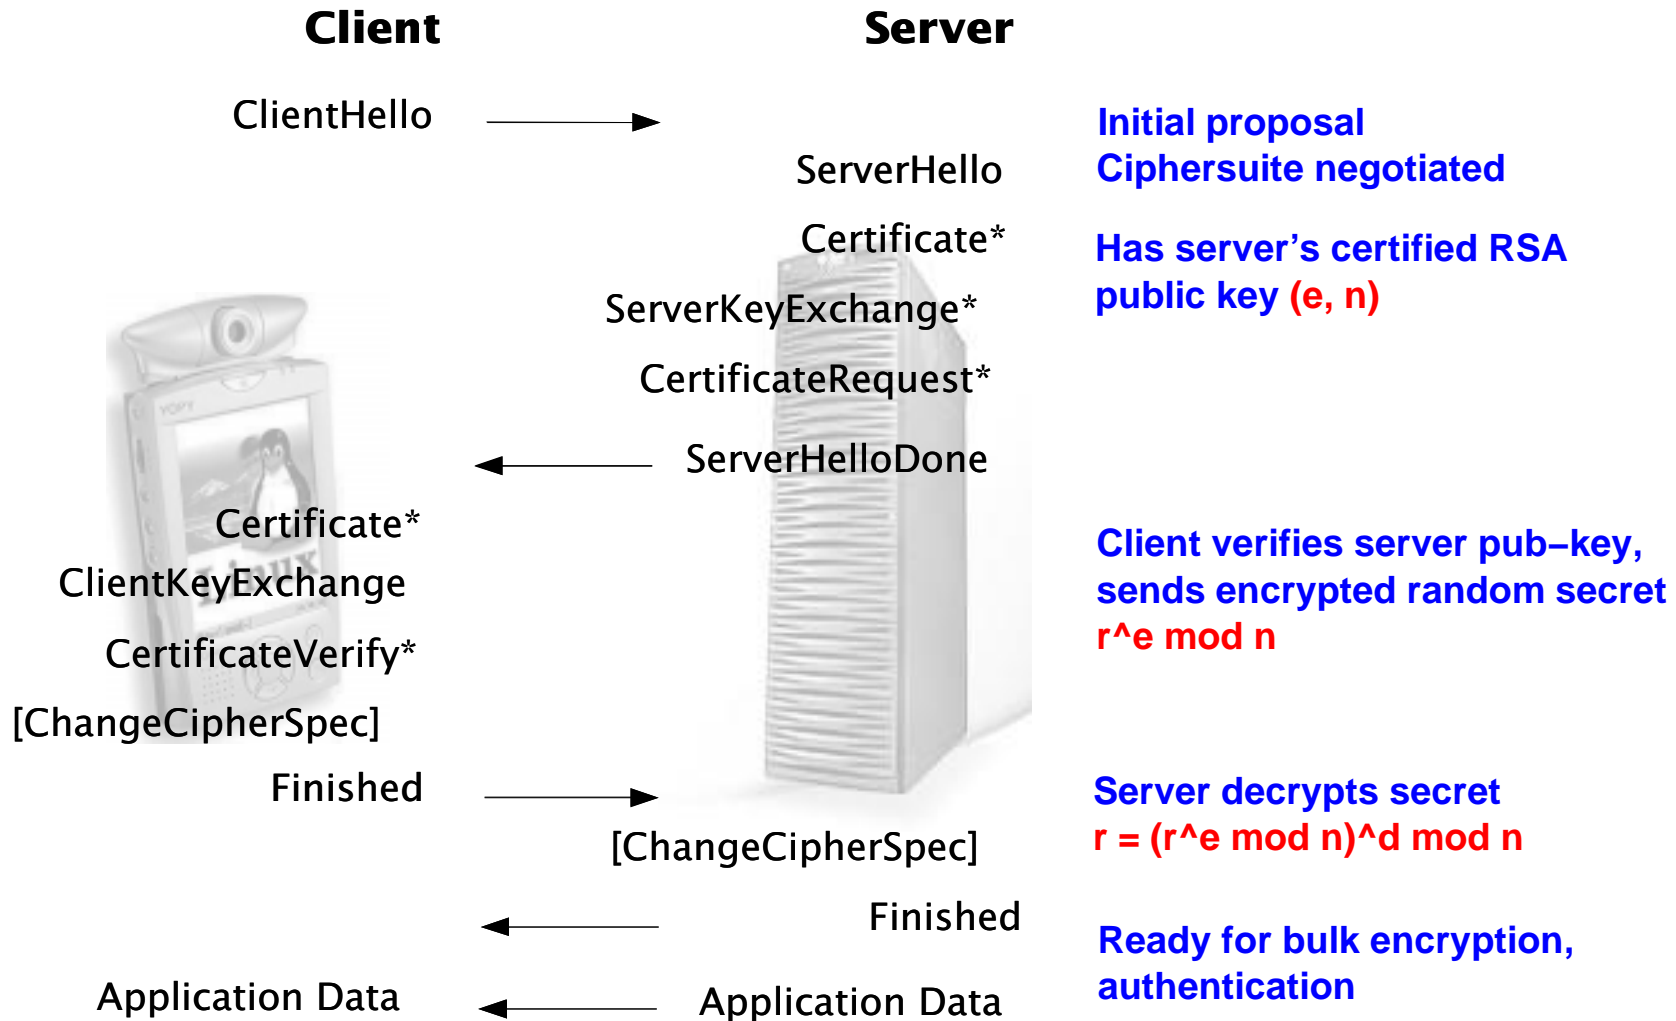 Client Server
ClientHello
Initial proposal
ServerHello
Ciphersuite negotiated
Certificate*
Has server's certified RSA
public key (e, n)
ServerKeyExchange*
CertificateRequest*
ServerHelloDone
YOPY
Certificate*
Client verifies server pub–key,
ClientKeyExchange
Linux
sends encrypted random secret
r^e mod n
CertificateVerify*
[ChangeCipherSpec]
Finished
Server decrypts secret
r = (r^e mod n)^d mod n
[ChangeCipherSpec]
Finished
Ready for bulk encryption,
authentication
Application Data Application Data